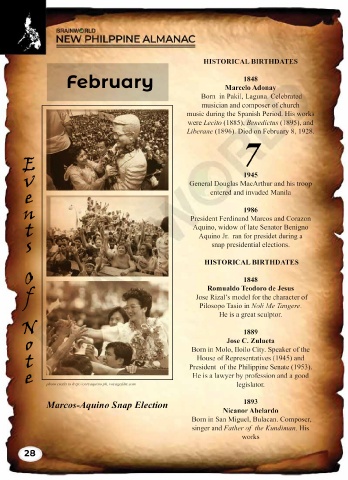 BRAINWORLD
NEW PHILPPINE ALMANAC
February
Events Of Note
Marcos-Aquino Snap Election
28
HISTORICAL BIRTHDATES
1848
Marcelo Adonay
Born in Pakil, Laguna. Celebrated
musician and composer of church
music during the Spanish Period. His works
were Lecito (1885), Benedictus (1895), and
Liberame (1896). Died on February 8, 1928.
7
1945
General Douglas MacArthur and his troop
entered and invaded Manila
1986
President Ferdinand Marcos and Corazon
Aquino, widow of late Senator Benigno
Aquino Jr. ran for presidet during a
snap presidential elections.
HISTORICAL BIRTHDATES
1848
Romualdo Teodoro de Jesus
Jose Rizal's model for the character of
Pilosopo Tasio in Noli Me Tangere.
He is a great sculptor.
1889
Jose C. Zulueta
Born in Molo, Iloilo City. Speaker of the
House of Representatives (1945) and
President of the Philippine Senate (1953).
He is a lawyer by profession and a good
legislator.
1893
Nicanor Abelardo
Born in San Miguel, Bulacan. Composer,
singer and Father of the Kundiman. His
works